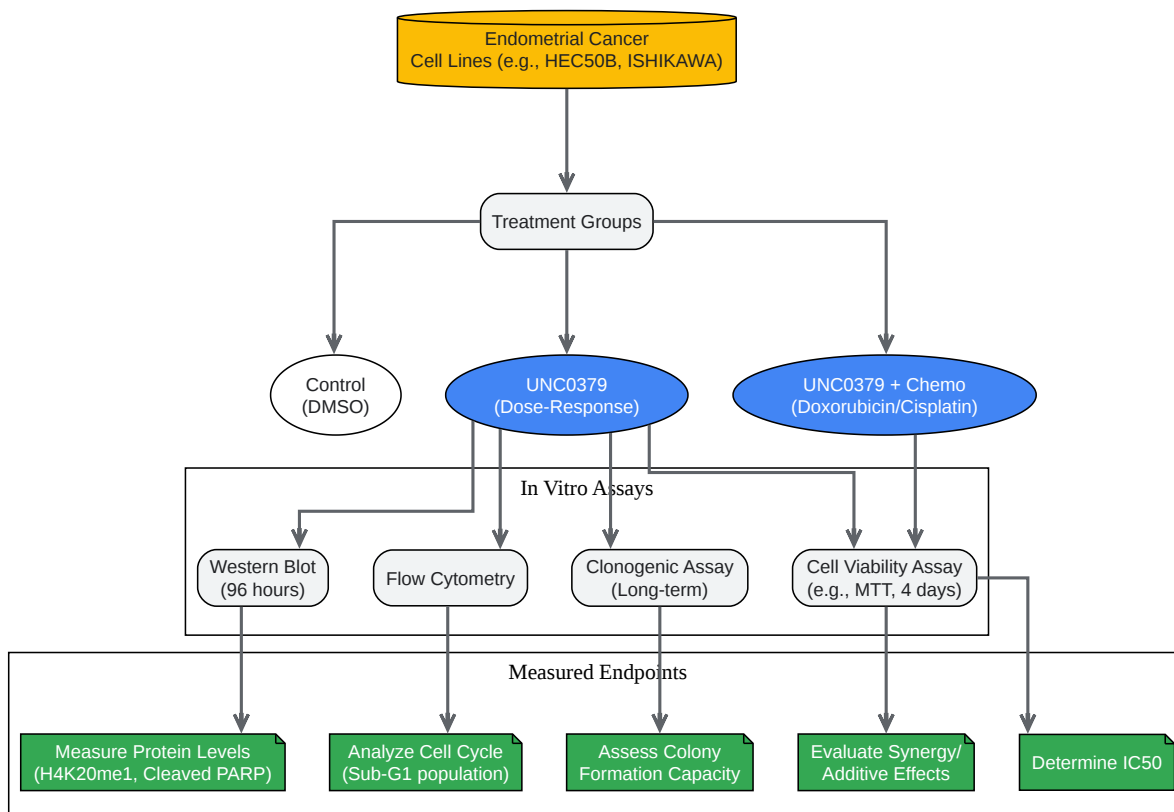 Endometrial Cancer
Cell Lines (e.g., HEC50B, ISHIKAWA)
Treatment Groups
Control
(DMSO)
UNC0379
(Dose-Response)
UNC0379 + Chemo
(Doxorubicin/Cisplatin)
In Vitro Assays
Western Blot
(96 hours)
Flow Cytometry
Clonogenic Assay
(Long-term)
Cell Viability Assay
(e.g., MTT, 4 days)
Measured Endpoints
Measure Protein Levels
(H4K20me1, Cleaved PARP)
Analyze Cell Cycle
(Sub-G1 population)
Assess Colony
Formation Capacity
Evaluate Synergy/
Additive Effects
Determine IC50